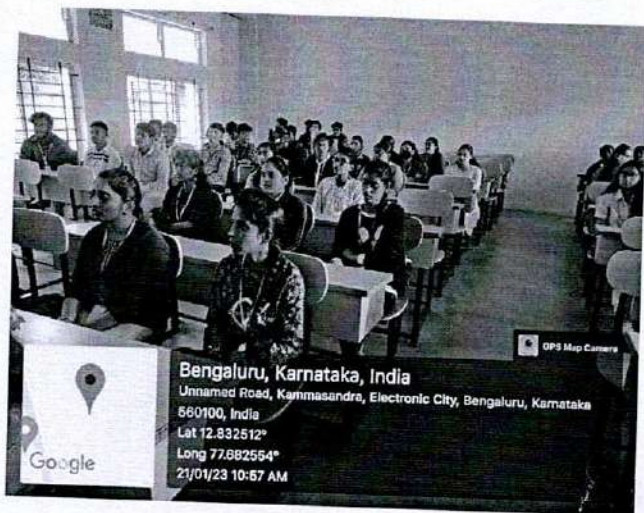 GPS Map Camera
Bengaluru, Karnataka, India
Unnamed Road, Kammasandra, Electronic City, Bengaluru, Karnataka
560100, India
Lat 12.832512°
Long 77.682554°
21/01/23 10:57 AM
Google